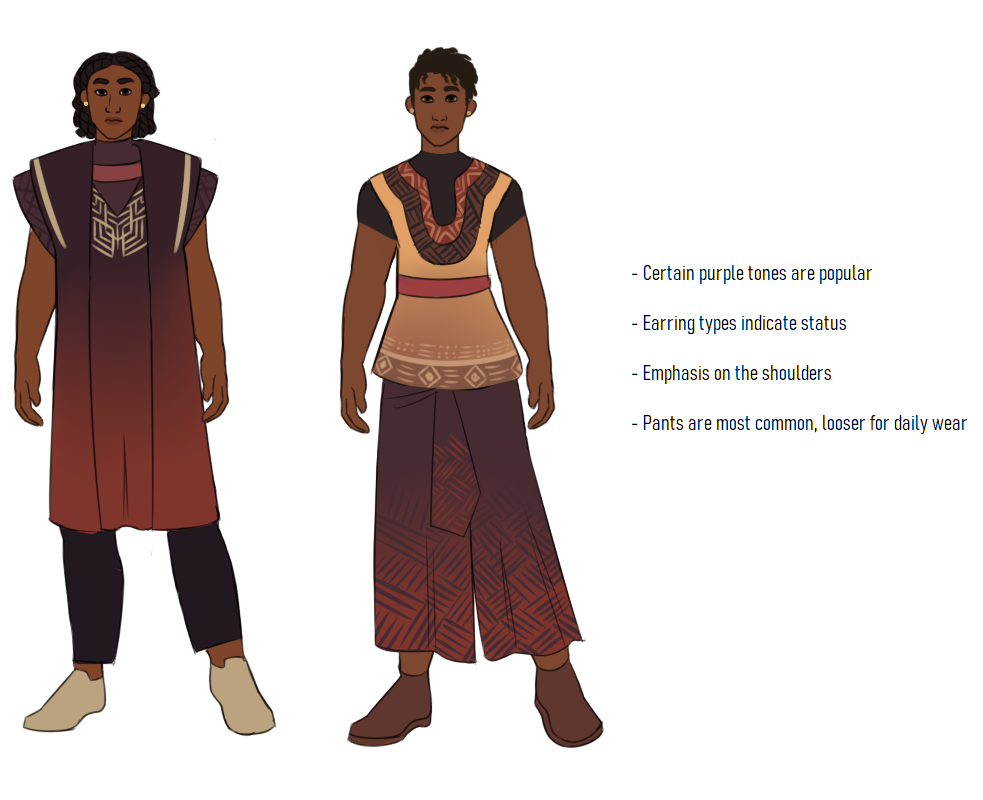 - Certain purple tones are popular
- Earring types indicate status
- Emphasis on the shoulders
- Pants are most common, looser for daily wear